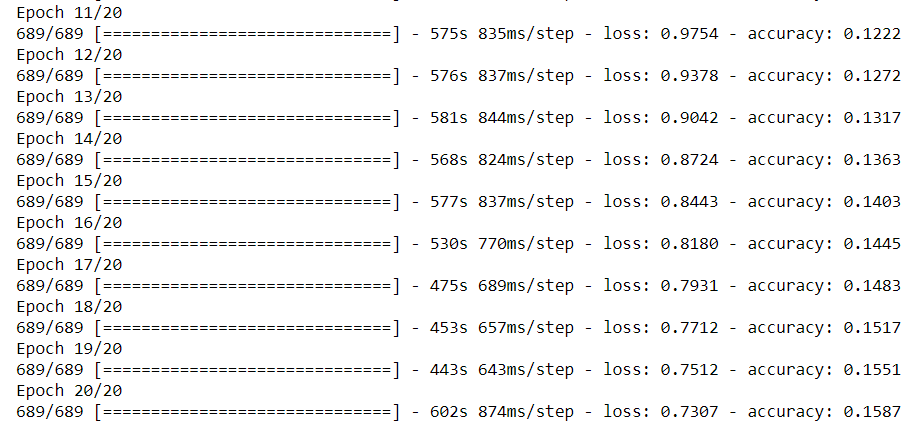 Epoch 11/20
689/689 [==============================] - 575s 835ms/step - loss: 0.9754 - accuracy: 0.1222
Epoch 12/20
689/689 [==============================] - 576s 837ms/step - loss: 0.9378 - accuracy: 0.1272
Epoch 13/20
689/689 [==============================] - 581s 844ms/step - loss: 0.9042 - accuracy: 0.1317
Epoch 14/20
689/689 [==============================] - 568s 824ms/step - loss: 0.8724 - accuracy: 0.1363
Epoch 15/20
689/689 [==============================] - 577s 837ms/step - loss: 0.8443 - accuracy: 0.1403
Epoch 16/20
689/689 [==============================] - 530s 770ms/step - loss: 0.8180 - accuracy: 0.1445
Epoch 17/20
689/689 [==============================] - 475s 689ms/step - loss: 0.7931 - accuracy: 0.1483
Epoch 18/20
689/689 [==============================] - 453s 657ms/step - loss: 0.7712 - accuracy: 0.1517
Epoch 19/20
689/689 [==============================] - 443s 643ms/step - loss: 0.7512 - accuracy: 0.1551
Epoch 20/20
689/689 [==============================] - 602s 874ms/step - loss: 0.7307 - accuracy: 0.1587